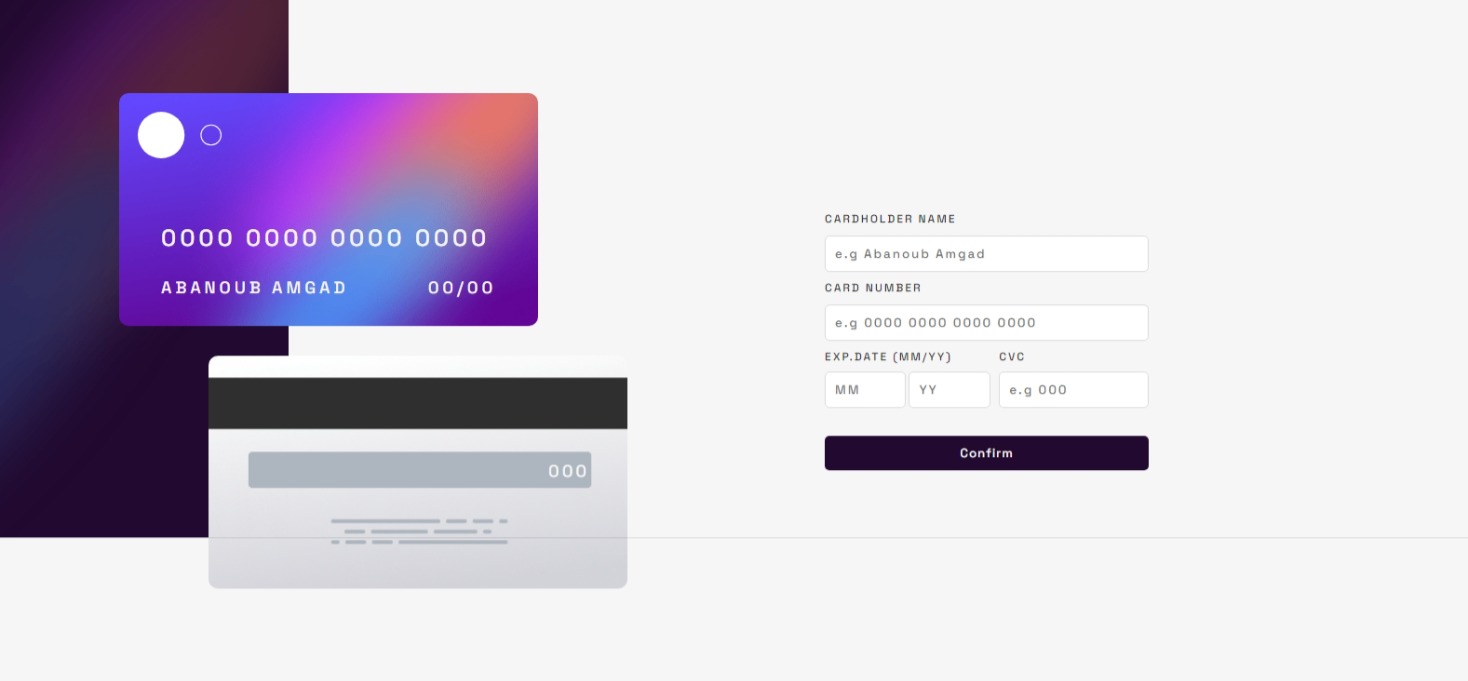 0000 0000 0000 0000
ABANOUB AMGAD 00/00
000
CARDHOLDER NAME
e.g Abanoub Amgad
CARD NUMBER
e.g 0000 0000 0000 0000
EXP.DATE (MM/YY) CVC
MM YY e.g 000
Confirm